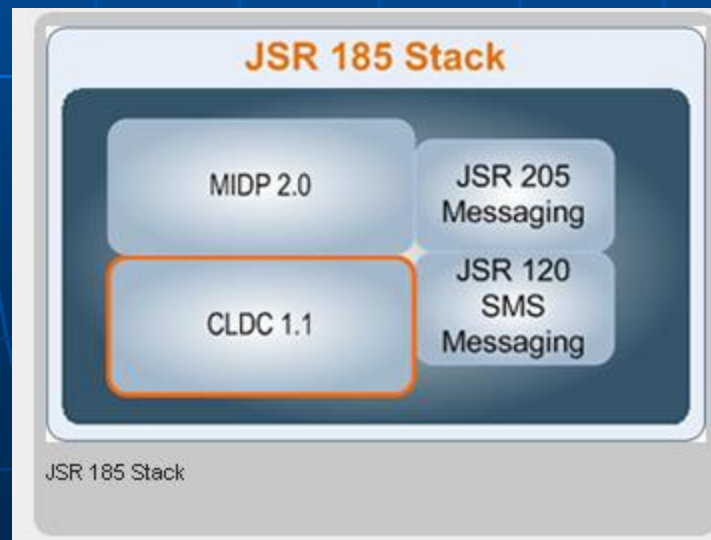 JSR 185 Stack
MIDP 2.0
JSR 205
Messaging
CLDC 1.1
JSR 120
SMS
Messaging
JSR 185 Stack